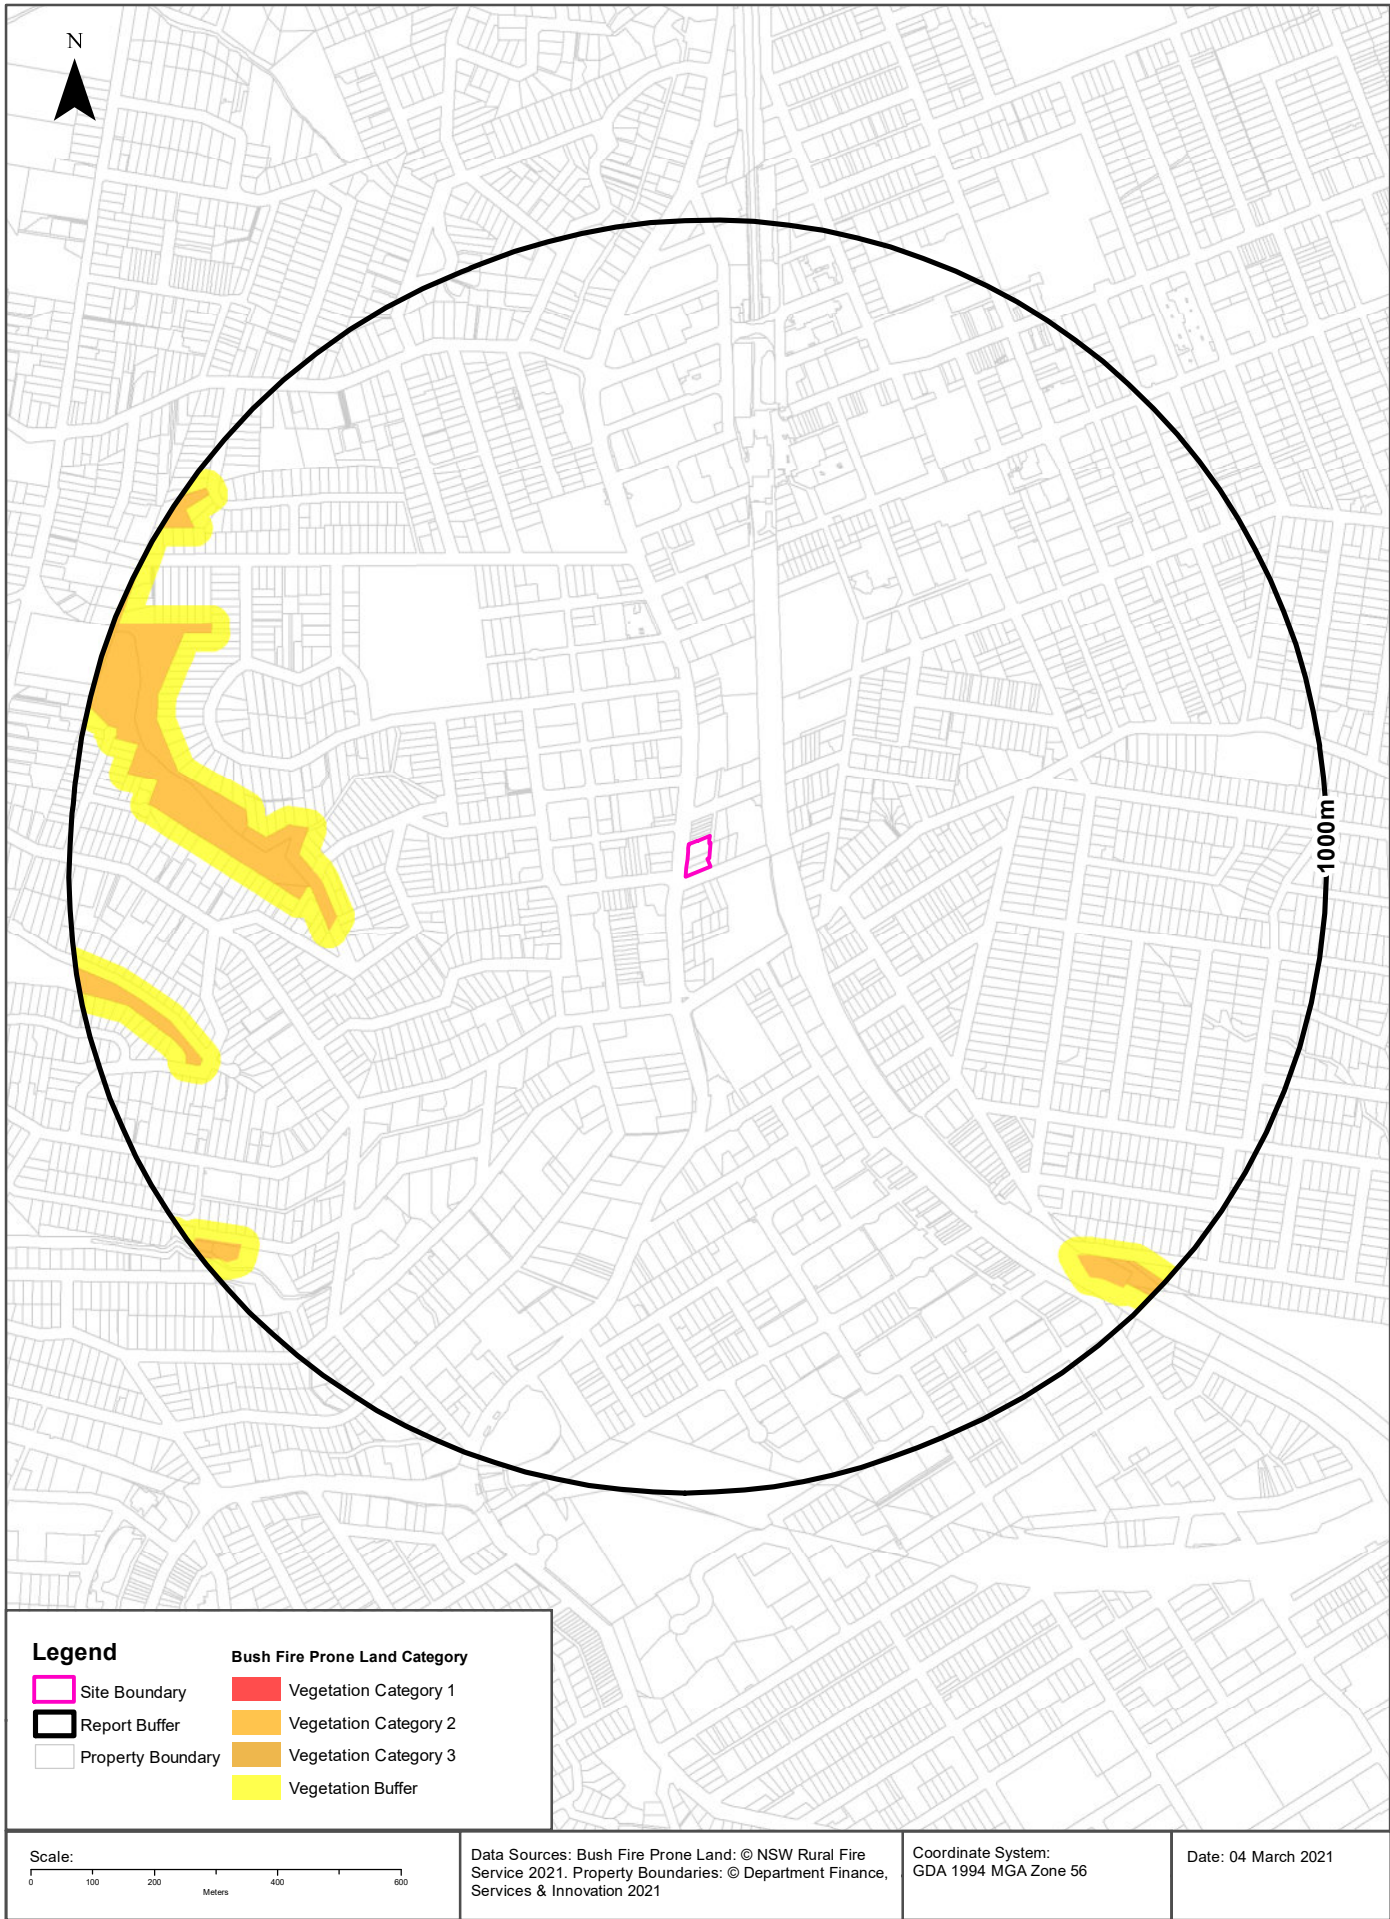 N
1000m
Legend
Site Boundary
Report Buffer
Property Boundary
Bush Fire Prone Land Category
Vegetation Category 1
Vegetation Category 2
Vegetation Category 3
Vegetation Buffer
Scale:
0 100 200 400 600
Meters
Data Sources: Bush Fire Prone Land: © NSW Rural Fire
Service 2021. Property Boundaries: © Department Finance,
Services & Innovation 2021
Coordinate System:
GDA 1994 MGA Zone 56
Date: 04 March 2021